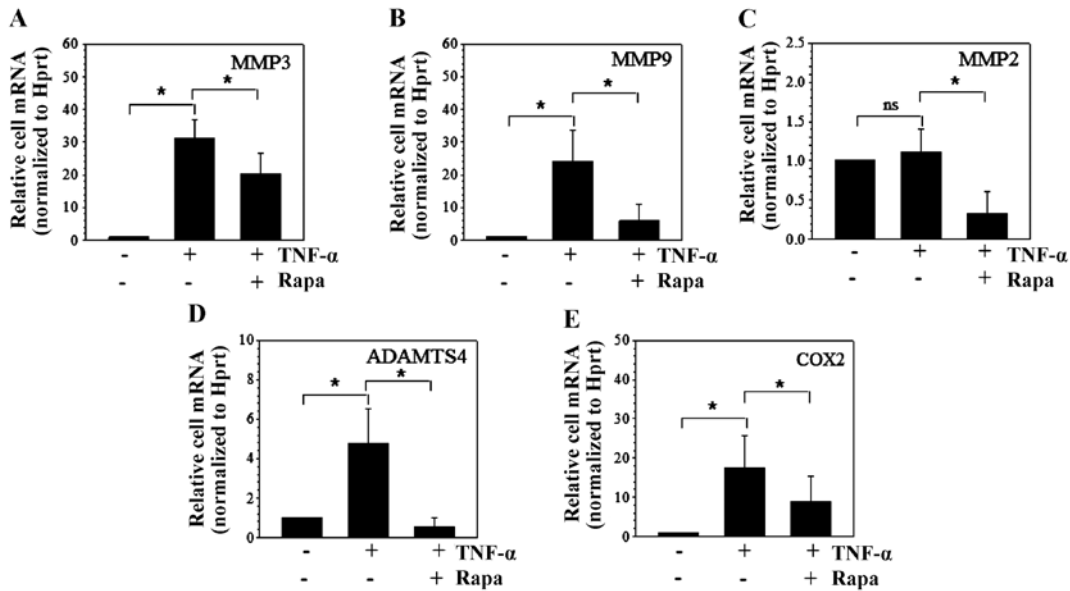 A
Relative cell mRNA
(normalized to Hprt)
60
50
40
30
20
10
0
MMP3
*
*
- + + TNF-α
- - + Rapa
B
Relative cell mRNA
(normalized to Hprt)
60
50
40
30
20
10
0
MMP9
*
*
- + + TNF-α
- - + Rapa
C
Relative cell mRNA
(normalized to Hprt)
2.5
2.0
1.5
1.0
0.5
0.0
MMP2
ns
*
- + + TNF-α
- - + Rapa
D
Relative cell mRNA
(normalized to Hprt)
10
8
6
4
2
0
ADAMTS4
*
*
- + + TNF-α
- - + Rapa
E
Relative cell mRNA
(normalized to Hprt)
50
40
30
20
10
0
COX2
*
*
- + + TNF-α
- - + Rapa